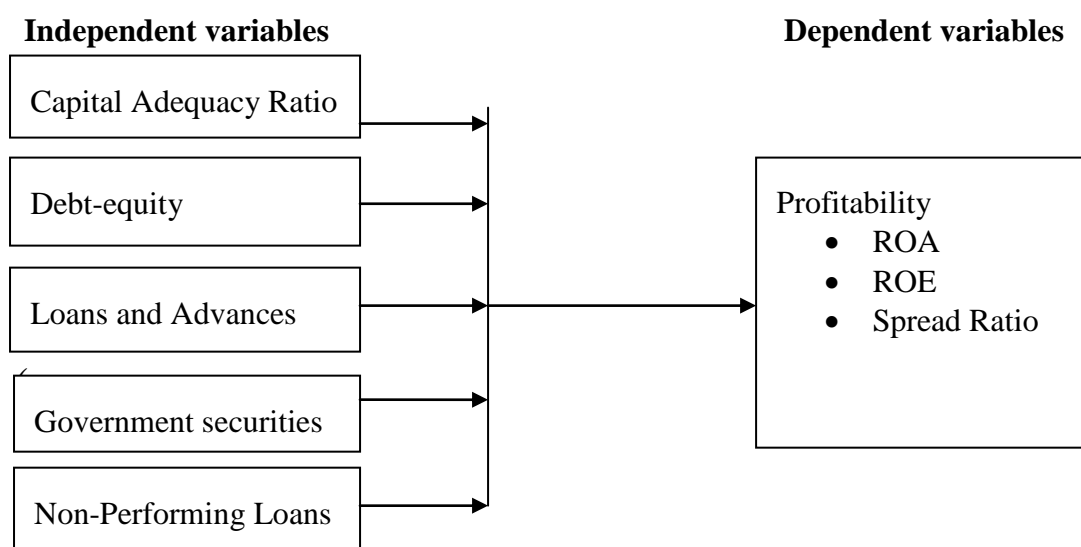 Independent variables
Dependent variables
Capital Adequacy Ratio
Debt-equity
Loans and Advances
Government securities
Non-Performing Loans
Profitability
• ROA
• ROE
• Spread Ratio